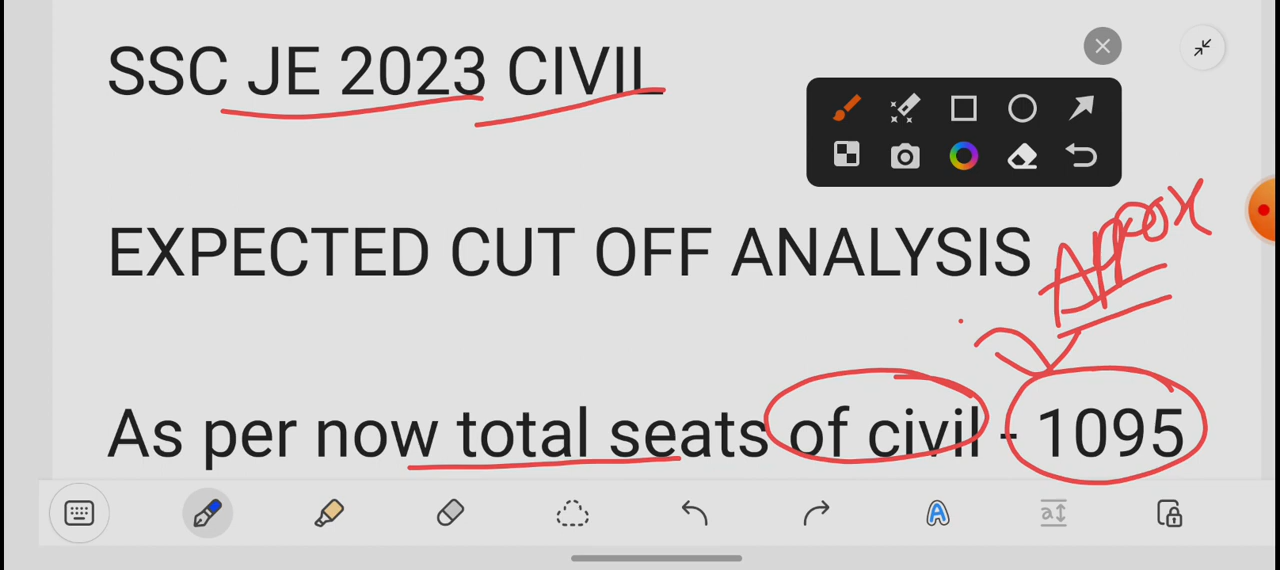 SSC JE 2023 CIVIL
EXPECTED CUT OFF ANALYSIS
Approx
As per now total seats of civil - 1095